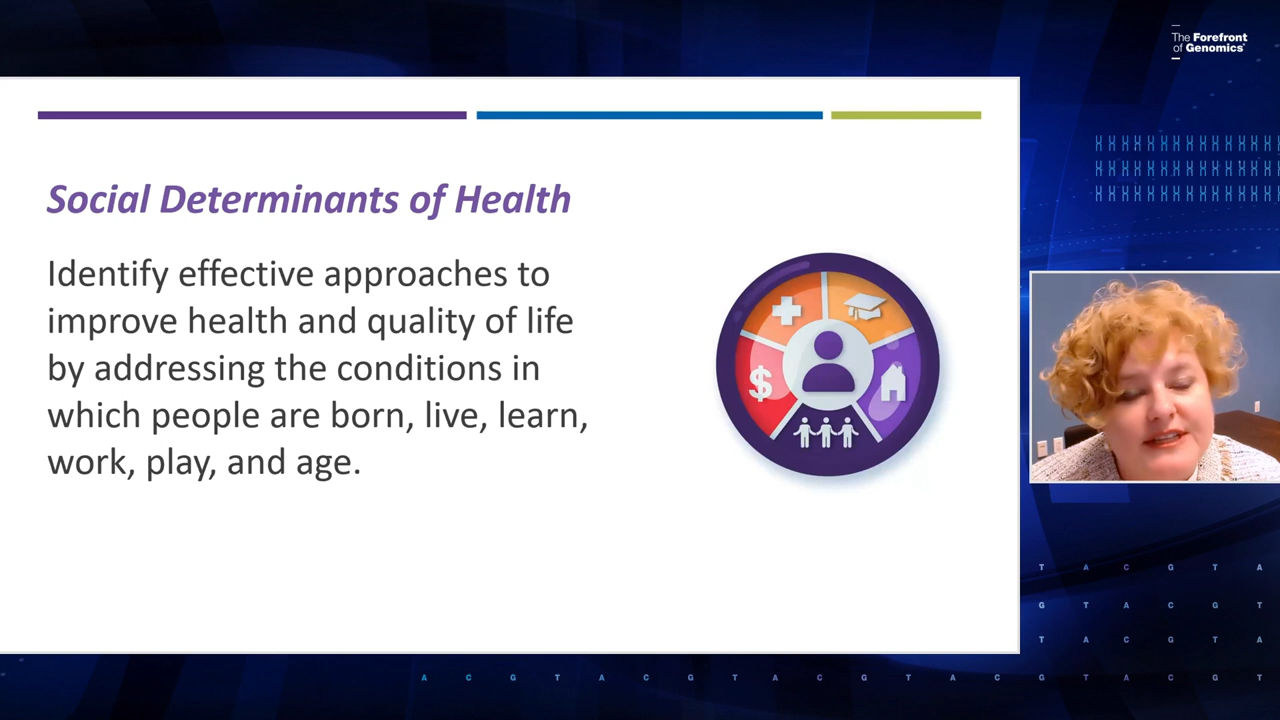 The Forefront
of Genomics®
Social Determinants of Health
Identify effective approaches to
improve health and quality of life
by addressing the conditions in
which people are born, live, learn,
work, play, and age.
$
T A C G T A
G T A C G T
T A C G T A
A C G T A C G T A C G T A C G T A C G T